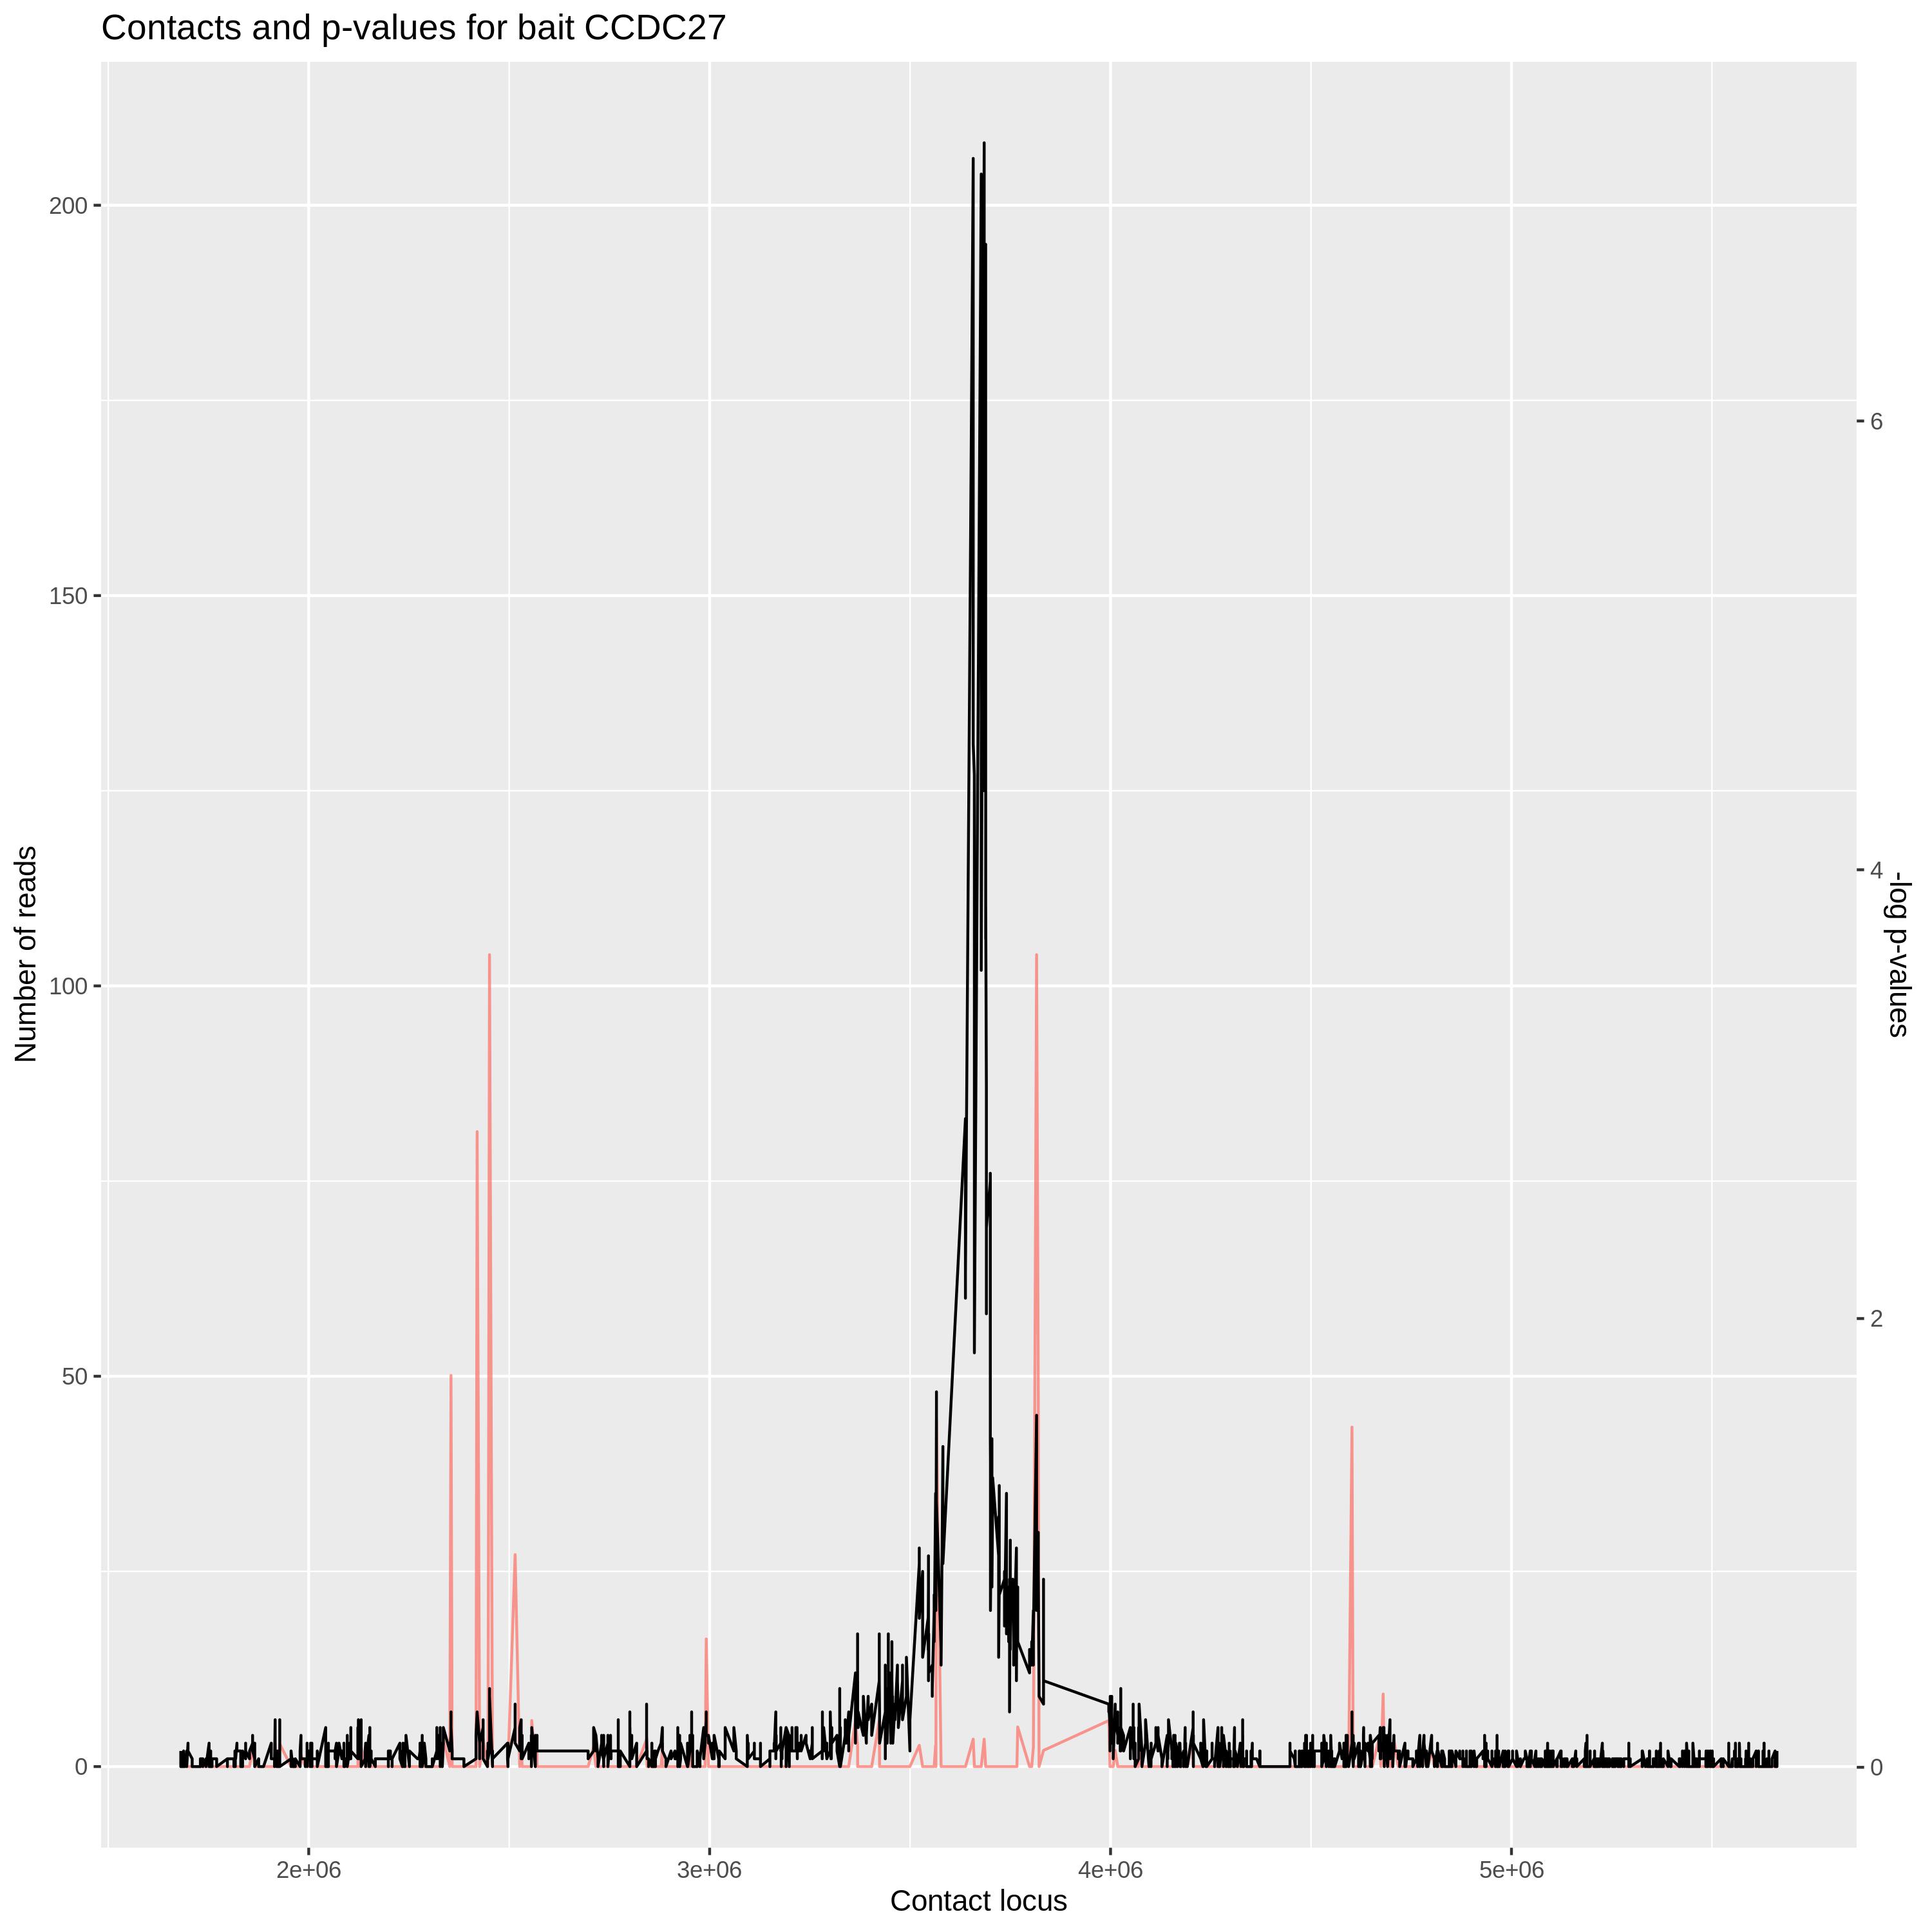 Contacts and p-values for bait CCDC27
200
150
100
50
0
Number of reads
6
4
2
0
-log p-values
2e+06 3e+06 4e+06 5e+06
Contact locus